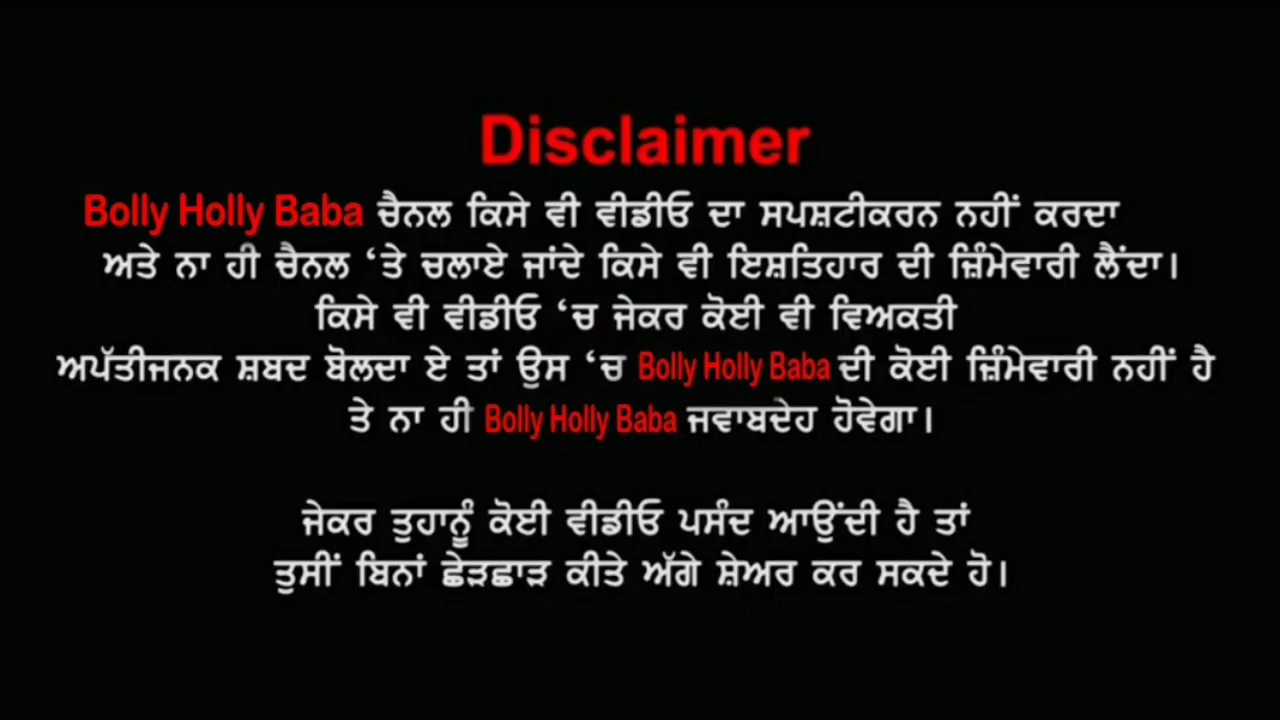 Disclaimer
Bolly Holly Baba ਚੈਨਲ ਕਿਸੇ ਵੀ ਵੀਡੀਓ ਦਾ ਸਪਸ਼ਟੀਕਰਨ ਨਹੀਂ ਕਰਦਾ
ਅਤੇ ਨਾ ਹੀ ਚੈਨਲ ‘ਤੇ ਚਲਾਏ ਜਾਂਦੇ ਕਿਸੇ ਵੀ ਇਸ਼ਤਿਹਾਰ ਦੀ ਜ਼ਿੰਮੇਵਾਰੀ ਲੈਂਦਾ।
ਕਿਸੇ ਵੀ ਵੀਡੀਓ ‘ਚ ਜੇਕਰ ਕੋਈ ਵੀ ਵਿਅਕਤੀ
ਅਪੱਤੀਜਨਕ ਸ਼ਬਦ ਬੋਲਦਾ ਏ ਤਾਂ ਉਸ ‘ਚ Bolly Holly Baba ਦੀ ਕੋਈ ਜ਼ਿੰਮੇਵਾਰੀ ਨਹੀਂ ਹੈ
ਤੇ ਨਾ ਹੀ Bolly Holly Baba ਜਵਾਬਦੇਹ ਹੋਵੇਗਾ।
ਜੇਕਰ ਤੁਹਾਨੂੰ ਕੋਈ ਵੀਡੀਓ ਪਸੰਦ ਆਉਂਦੀ ਹੈ ਤਾਂ
ਤੁਸੀਂ ਬਿਨਾਂ ਛੇੜਛਾੜ ਕੀਤੇ ਅੱਗੇ ਸ਼ੇਅਰ ਕਰ ਸਕਦੇ ਹੋ।